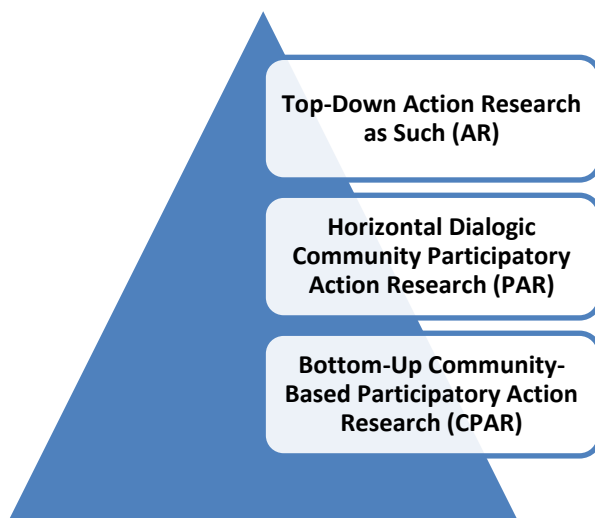 Top-Down Action Research
as Such (AR)
Horizontal Dialogic
Community Participatory
Action Research (PAR)
Bottom-Up Community-
Based Participatory Action
Research (CPAR)